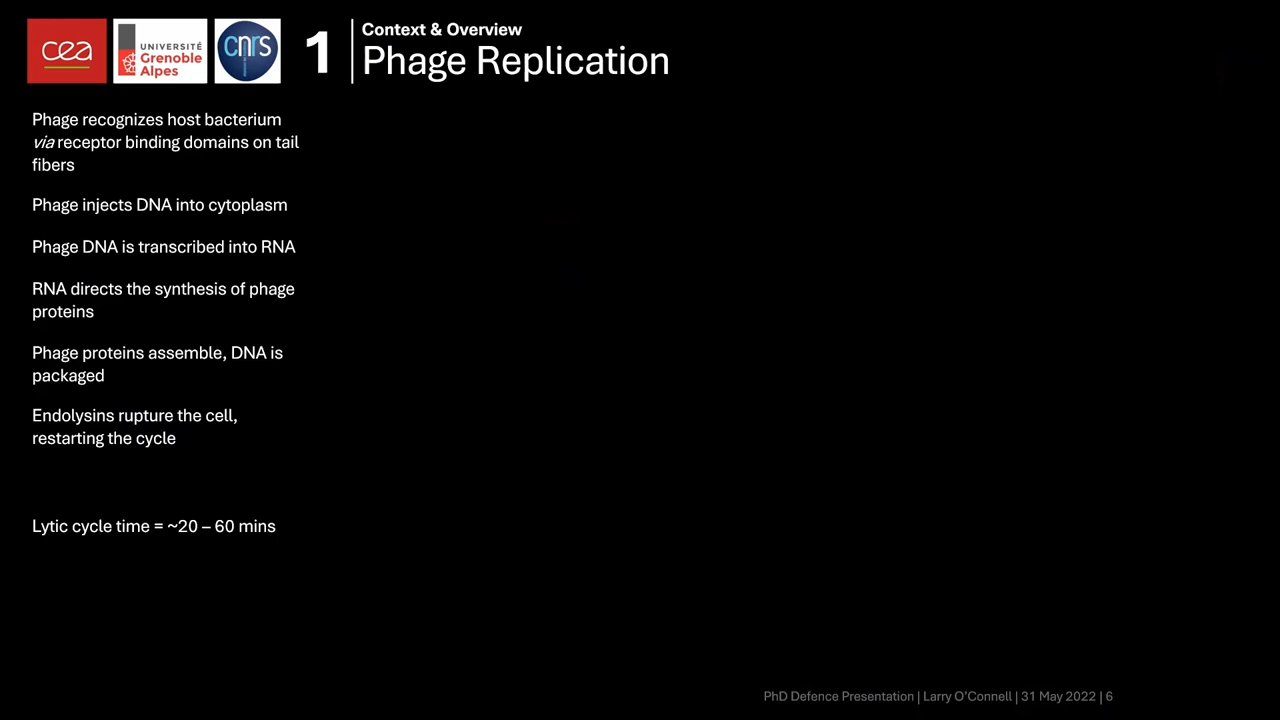 cea
UNIVERSITÉ
Grenoble
Alpes
cnrs
1
Context & Overview
Phage Replication
Phage recognizes host bacterium
via receptor binding domains on tail
fibers
Phage injects DNA into cytoplasm
Phage DNA is transcribed into RNA
RNA directs the synthesis of phage
proteins
Phage proteins assemble, DNA is
packaged
Endolysins rupture the cell,
restarting the cycle
Lytic cycle time = ~20 – 60 mins
PhD Defence Presentation | Larry O'Connell | 31 May 2022 | 6